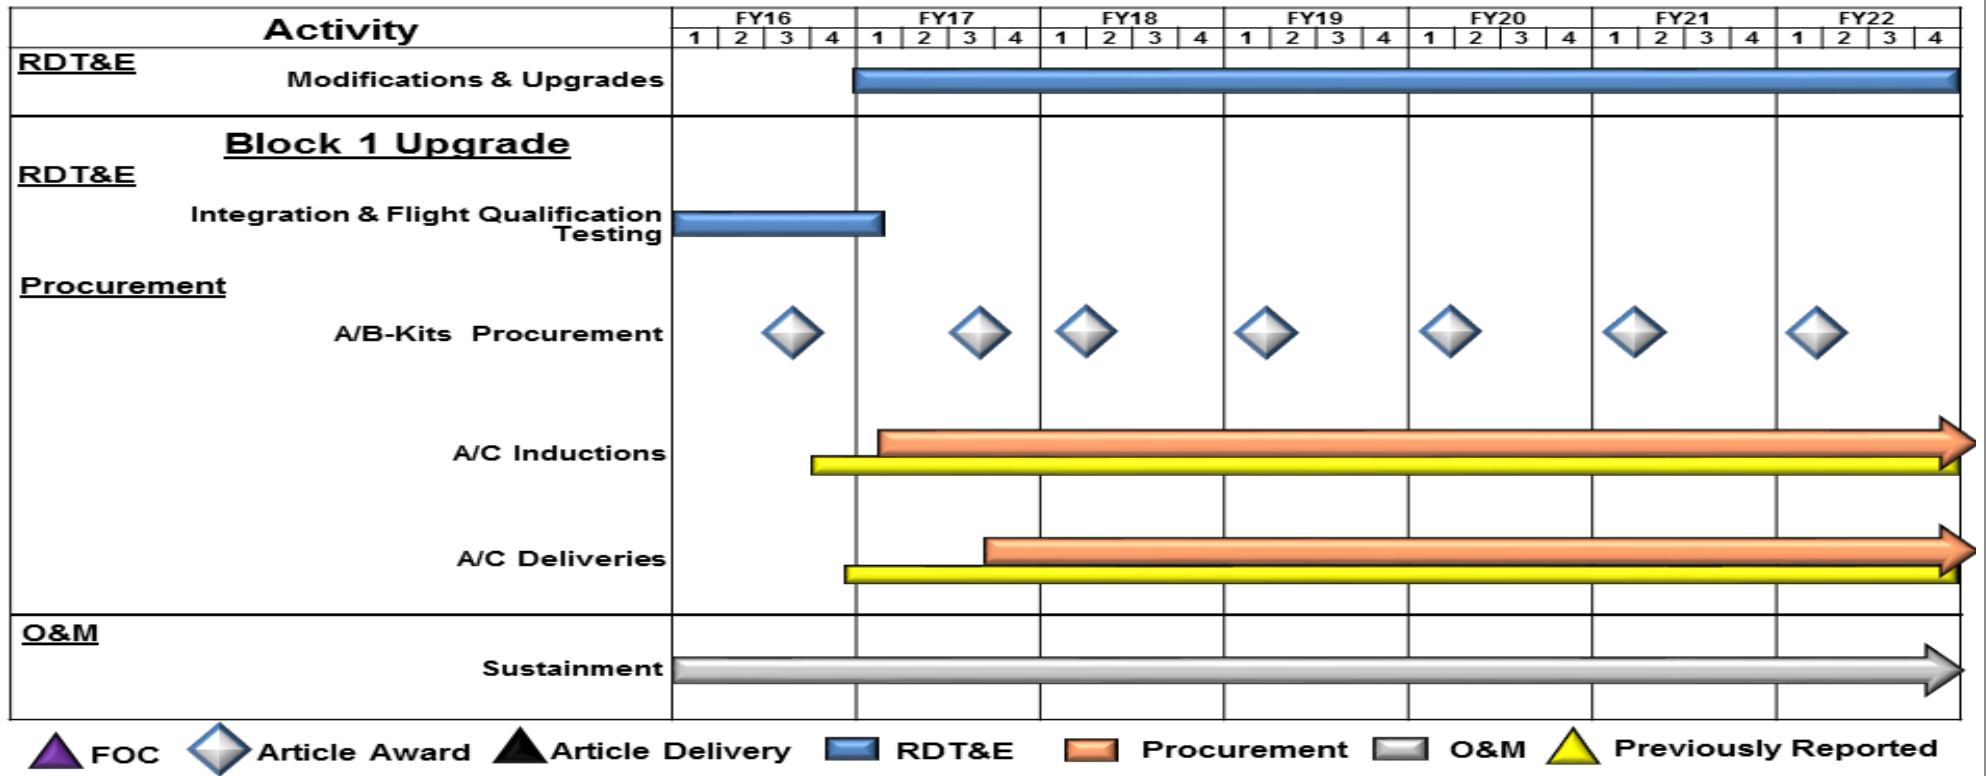 Activity
FY16 FY17 FY18 FY19 FY20 FY21 FY22
1 2 3 4 1 2 3 4 1 2 3 4 1 2 3 4 1 2 3 4 1 2 3 4 1 2 3 4
RDT&E
Modifications & Upgrades
Block 1 Upgrade
RDT&E
Integration & Flight Qualification
Testing
Procurement
A/B-Kits Procurement
A/C Inductions
A/C Deliveries
O&M
Sustainment
FOC Article Award Article Delivery RDT&E Procurement O&M Previously Reported